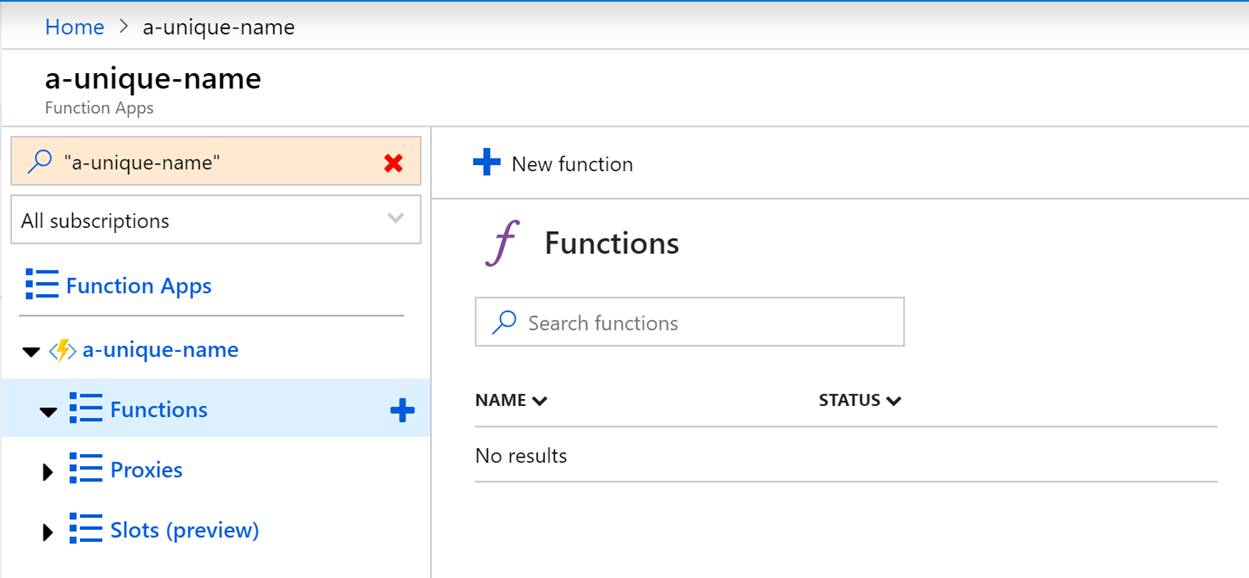 Home > a-unique-name
a-unique-name
Function Apps
"a-unique-name"
All subscriptions
Function Apps
a-unique-name
Functions
Proxies
Slots (preview)
New function
Functions
Search functions
NAME STATUS
No results